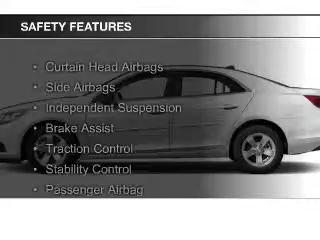 SAFETY FEATURES
• Curtain Head Airbags
• Side Airbags
• Independent Suspension
• Brake Assist
• Traction Control
• Stability Control
• Passenger Airbag